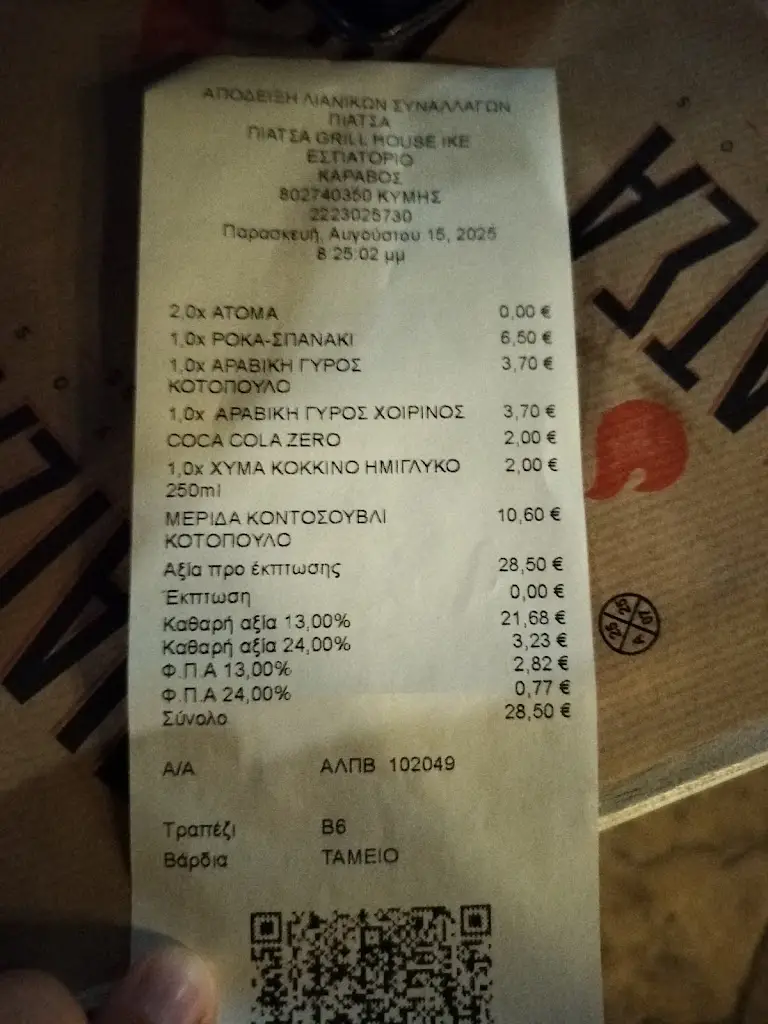 ΑΠΟΔΕΙΞΗ ΛΙΑΝΙΚΩΝ ΣΥΝΑΛΛΑΓΩΝ
ΠΙΑΤΣΑ
ΠΙΑΤΣΑ GRILL HOUSE ΙΚΕ
ΕΣΤΙΑΤΟΡΙΟ
ΚΑΡΑΒΟΣ
802740350 ΚΥΜΗΣ
2223025730
Παρασκευή, Αυγούστου 15, 2025
8:25:02 μμ
2,0x ΑΤΟΜΑ 0,00 €
1,0x ΡΟΚΑ-ΣΠΑΝΑΚΙ 6,50 €
1,0x ΑΡΑΒΙΚΗ ΓΥΡΟΣ 3,70 €
ΚΟΤΟΠΟΥΛΟ
1,0x ΑΡΑΒΙΚΗ ΓΥΡΟΣ ΧΟΙΡΙΝΟΣ 3,70 €
COCA COLA ZERO 2,00 €
1,0x ΧΥΜΑ ΚΟΚΚΙΝΟ ΗΜΙΓΛΥΚΟ 2,00 €
250ml
ΜΕΡΙΔΑ ΚΟΝΤΟΣΟΥΒΛΙ 10,60 €
ΚΟΤΟΠΟΥΛΟ
Αξία προ έκπτωσης 28,50 €
Έκπτωση 0,00 €
Καθαρή αξία 13,00% 21,68 €
Καθαρή αξία 24,00% 3,23 €
Φ.Π.Α 13,00% 2,82 €
Φ.Π.Α 24,00% 0,77 €
Σύνολο 28,50 €
Α/Α ΑΛΠΒ 102049
Τραπέζι Β6
Βάρδια ΤΑΜΕΙΟ